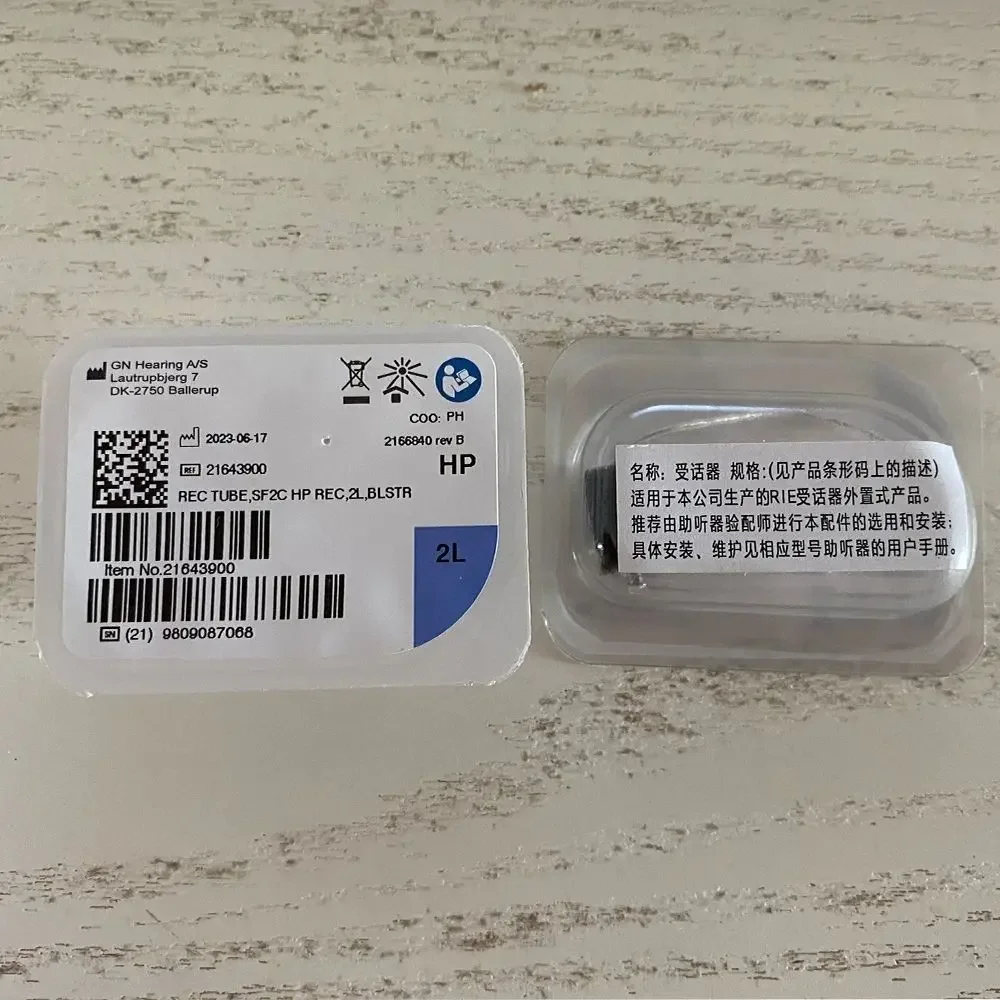 GN Hearing A/S
Lautrupbjerg 7
DK-2750 Ballerup
COO: PH
2023-06-17
2166840 rev B
REF 21643900
HP
REC TUBE,SF2C HP REC,2L,BLSTR
2L
Item No.21643900
SN (21) 9809087068
名称：受话器 规格:(见产品条形码上的描述)
适用于本公司生产的RIE受话器外置式产品。
推荐由助听器验配师进行本配件的选用和安装;
具体安装、维护见相应型号助听器的用户手册。